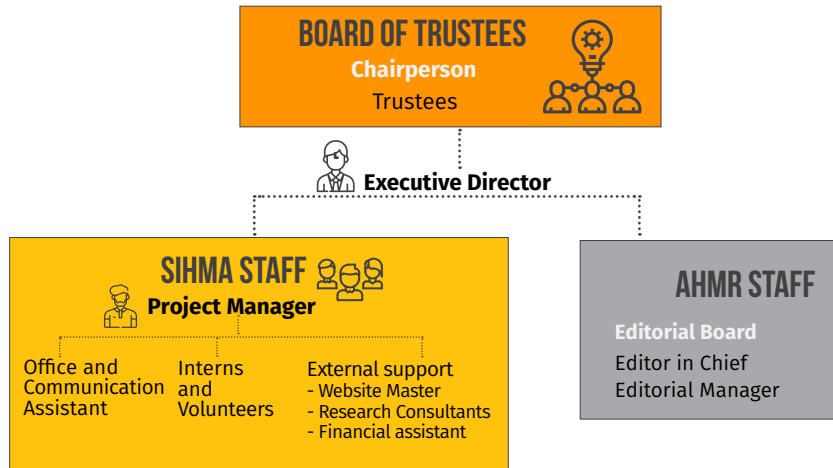 BOARD OF TRUSTEES
Chairperson
Trustees
Executive Director
SIHMA STAFF
Project Manager
Office and
Communication
Assistant
Interns
and
Volunteers
External support
- Website Master
- Research Consultants
- Financial assistant
AHMR STAFF
Editorial Board
Editor in Chief
Editorial Manager